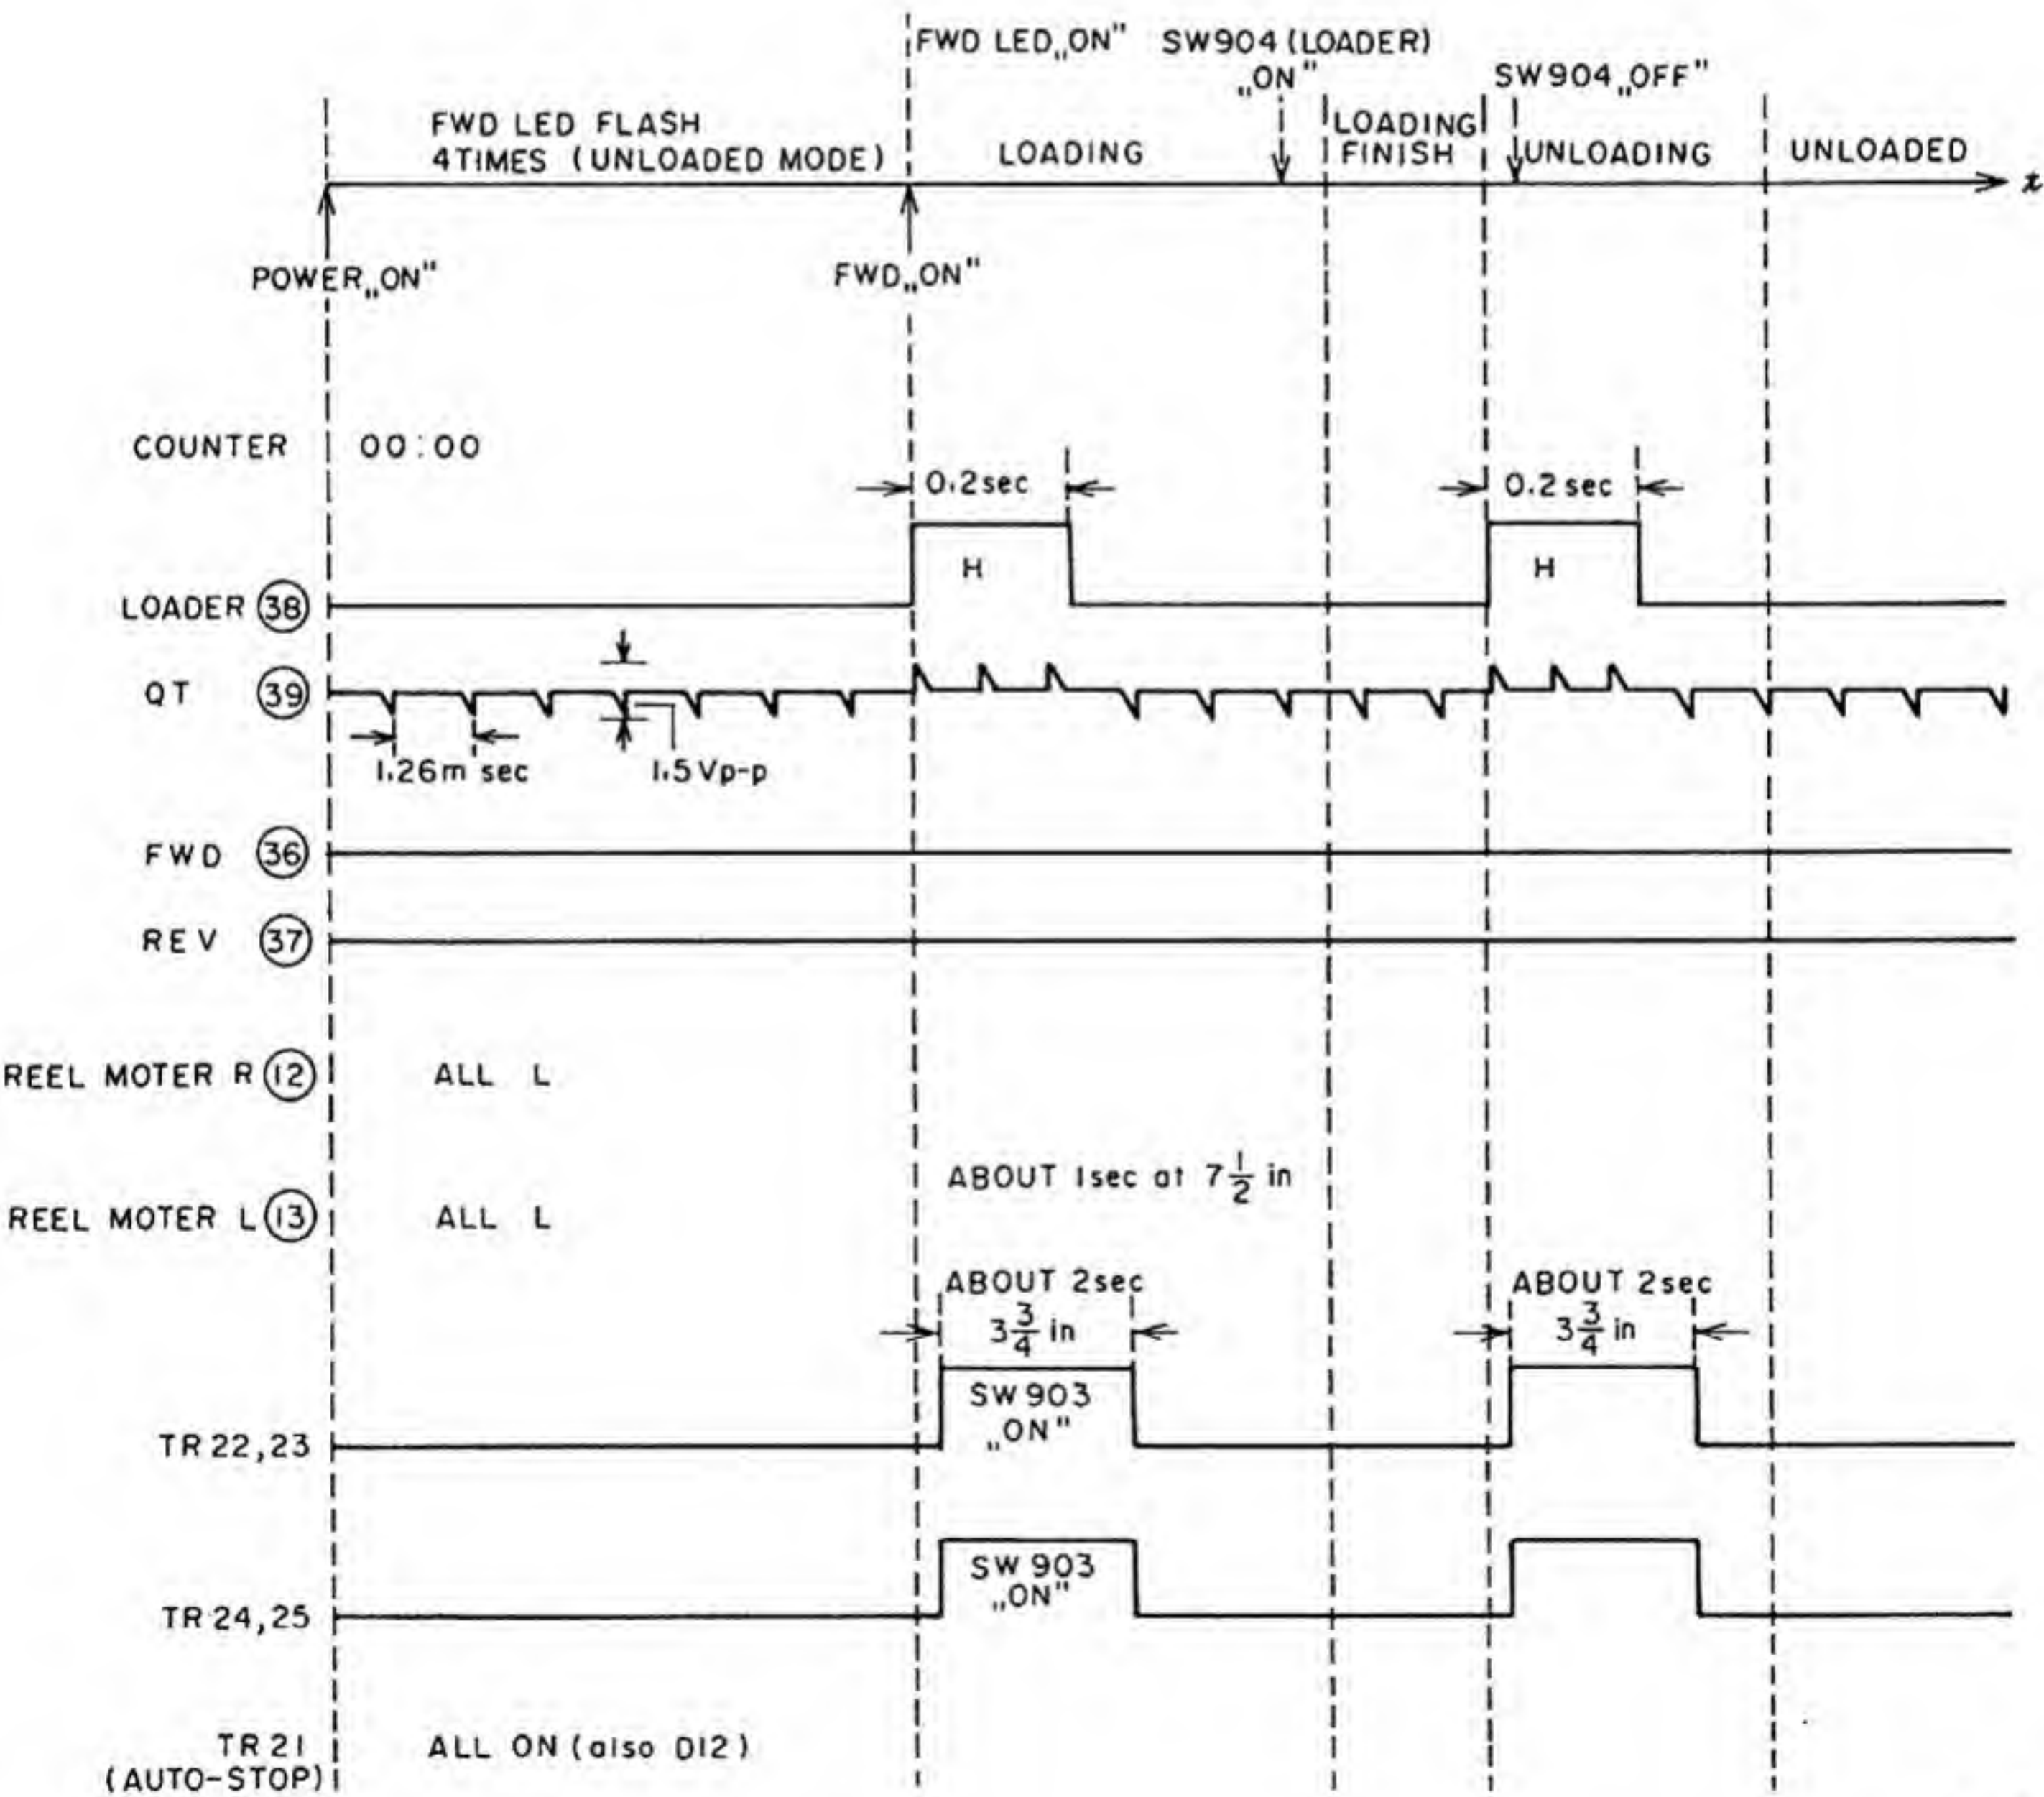 FWD LED „ON" SW904 (LOADER)
„ON"
SW904 „OFF"
FWD LED FLASH
4TIMES (UNLOADED MODE)
LOADING
LOADING
FINISH
UNLOADING
UNLOADED
t
POWER „ON"
FWD „ON"
COUNTER 00:00
0.2sec
0.2 sec
H
H
LOADER 38
QT 39
1.26m sec
1.5Vp-p
FWD 36
REV 37
REEL MOTER R 12 ALL L
ABOUT 1sec at 7 1/2 in
REEL MOTER L 13 ALL L
ABOUT 2sec
3 3/4 in
ABOUT 2sec
3 3/4 in
SW 903
„ON"
TR 22,23
SW 903
„ON"
TR 24,25
TR 21
(AUTO-STOP)
ALL ON (also D12)